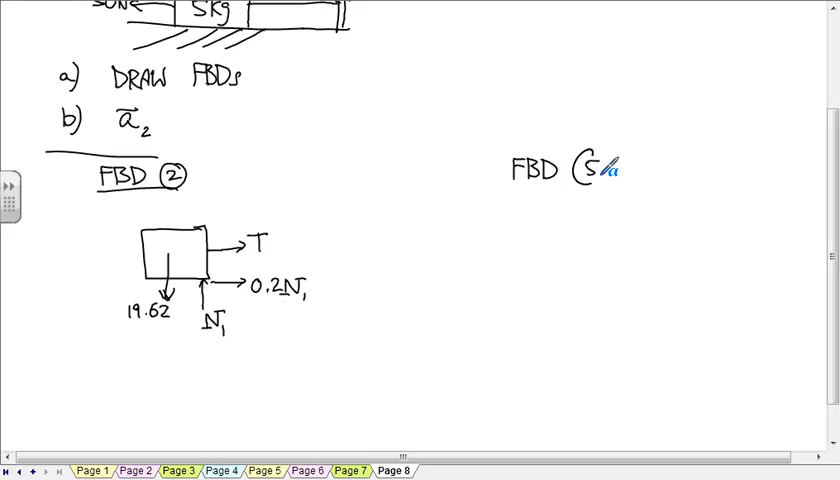 50N
5Kg
a) DRAW FBDs
b) a₂
FBD ②
FBD (5
T
0.2N₁
19.62
N₁
Page 1 Page 2 Page 3 Page 4 Page 5 Page 6 Page 7 Page 8